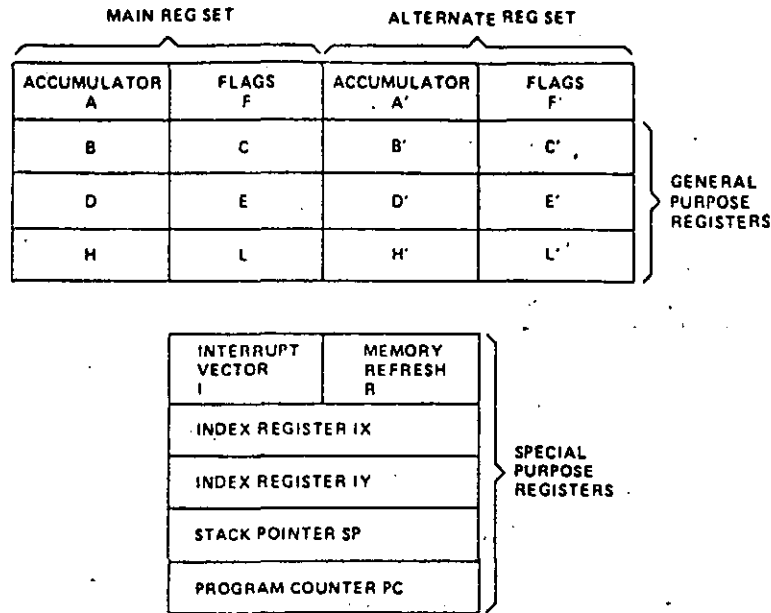 MAIN REG SET
ALTERNATE REG SET
ACCUMULATOR
A
FLAGS
F
ACCUMULATOR
A'
FLAGS
F'
B
C
B'
C'
D
E
D'
E'
H
L
H'
L'
GENERAL
PURPOSE
REGISTERS
INTERRUPT
VECTOR
I
MEMORY
REFRESH
R
INDEX REGISTER IX
INDEX REGISTER IY
STACK POINTER SP
PROGRAM COUNTER PC
SPECIAL
PURPOSE
REGISTERS